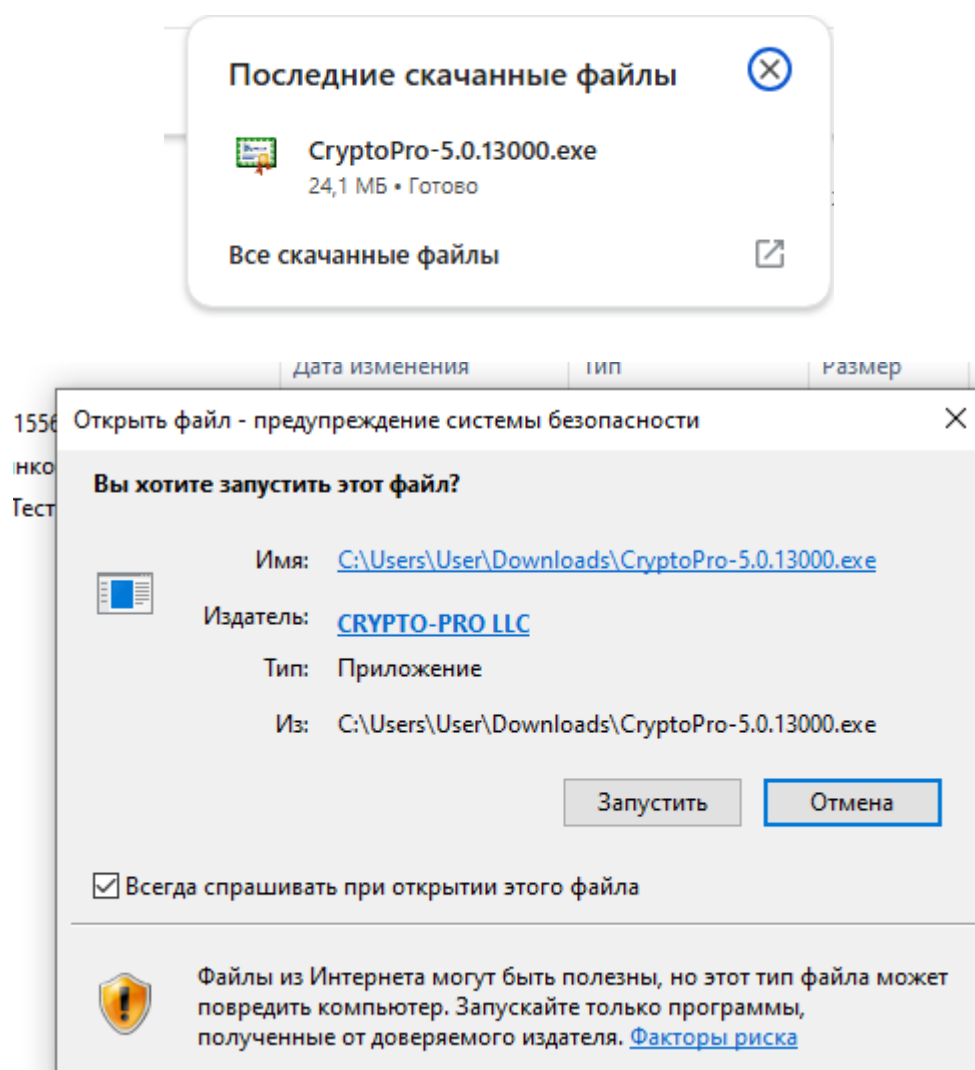 Последние скачанные файлы
CryptoPro-5.0.13000.exe
24,1 МБ • Готово
Все скачанные файлы
Дата изменения Тип Размер
Открыть файл - предупреждение системы безопасности
1556
нко
Тест
Вы хотите запустить этот файл?
Имя: C:\Users\User\Downloads\CryptoPro-5.0.13000.exe
Издатель: CRYPTO-PRO LLC
Тип: Приложение
Из: C:\Users\User\Downloads\CryptoPro-5.0.13000.exe
Запустить Отмена
Всегда спрашивать при открытии этого файла
Файлы из Интернета могут быть полезны, но этот тип файла может
повредить компьютер. Запускайте только программы,
полученные от доверяемого издателя. Факторы риска